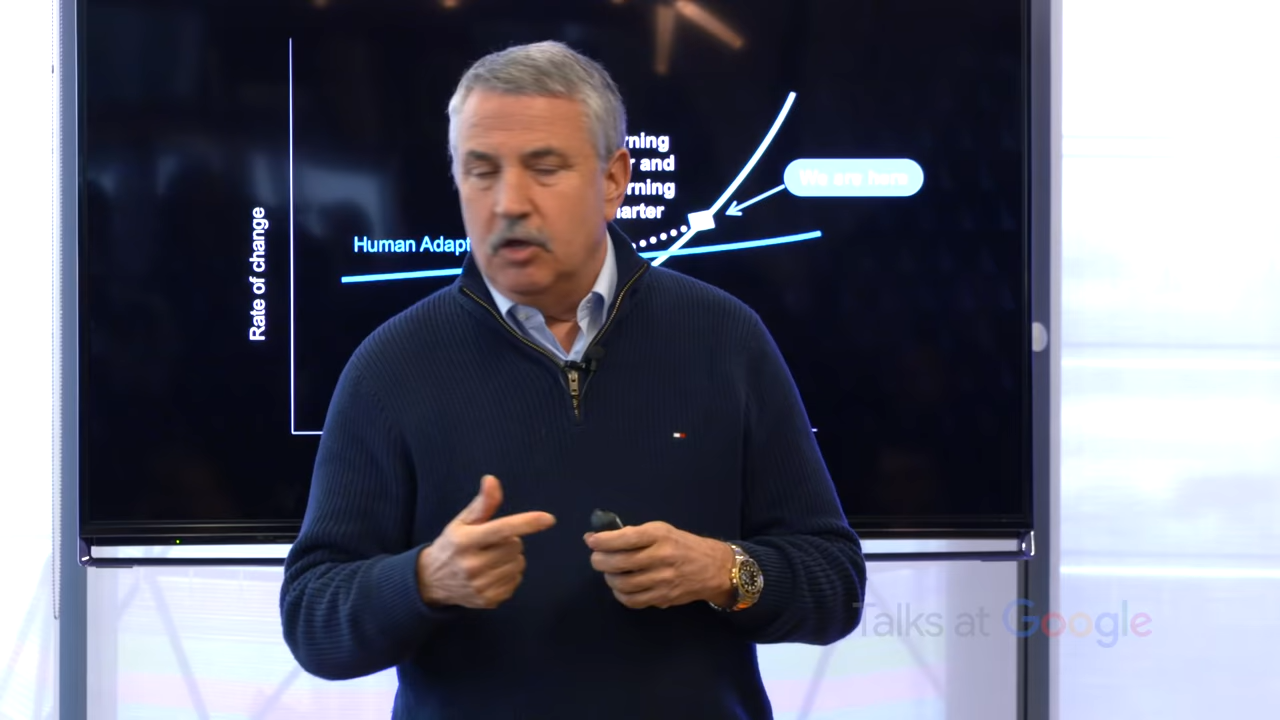 rning
r and
rning
arter
We are here
Human Adapt
Rate of change
Talks at Google